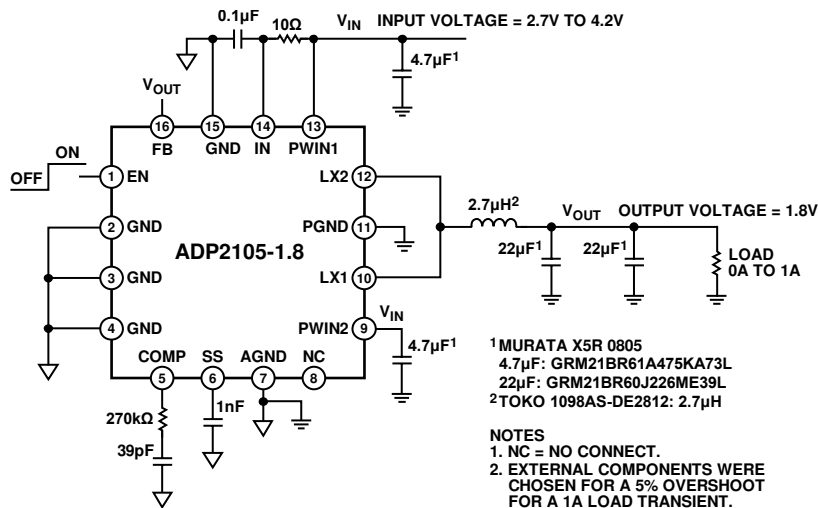 0.1μF
10Ω
VIN
INPUT VOLTAGE = 2.7V TO 4.2V
4.7μF1
VOUT
16
15
14
13
FB
GND
IN
PWIN1
ON
OFF
1
EN
LX2
12
2
GND
PGND
11
ADP2105-1.8
3
GND
LX1
10
4
GND
PWIN2
9
VIN
4.7μF1
2.7μH2
VOUT
OUTPUT VOLTAGE = 1.8V
22μF1
22μF1
LOAD
0A TO 1A
COMP
SS
AGND
NC
5
6
7
8
270kΩ
1nF
39pF
1 MURATA X5R 0805
4.7μF: GRM21BR61A475KA73L
22μF: GRM21BR60J226ME39L
2 TOKO 1098AS-DE2812: 2.7μH
NOTES
1. NC = NO CONNECT.
2. EXTERNAL COMPONENTS WERE
CHOSEN FOR A 5% OVERSHOOT
FOR A 1A LOAD TRANSIENT.